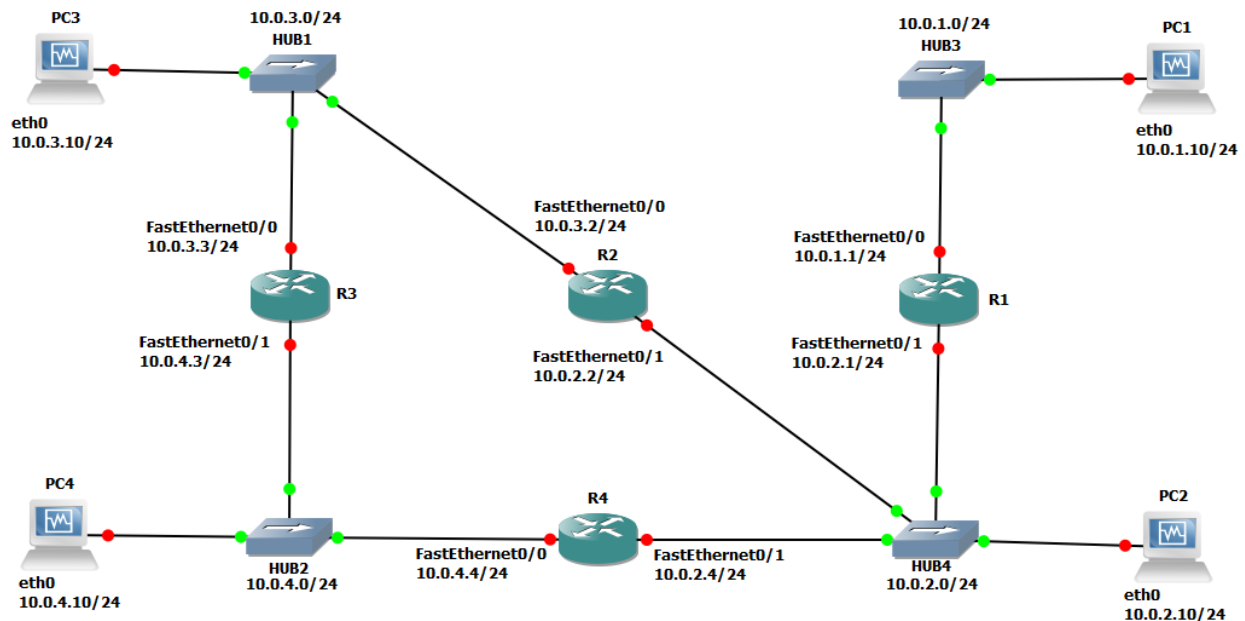 PC3
10.0.3.0/24
HUB1
eth0
10.0.3.10/24
10.0.1.0/24
HUB3
PC1
eth0
10.0.1.10/24
FastEthernet0/0
10.0.3.3/24
R3
FastEthernet0/1
10.0.4.3/24
FastEthernet0/0
10.0.3.2/24
R2
FastEthernet0/1
10.0.2.2/24
FastEthernet0/0
10.0.1.1/24
R1
FastEthernet0/1
10.0.2.1/24
PC4
eth0
10.0.4.10/24
HUB2
10.0.4.0/24
R4
FastEthernet0/0
10.0.4.4/24
FastEthernet0/1
10.0.2.4/24
HUB4
10.0.2.0/24
PC2
eth0
10.0.2.10/24